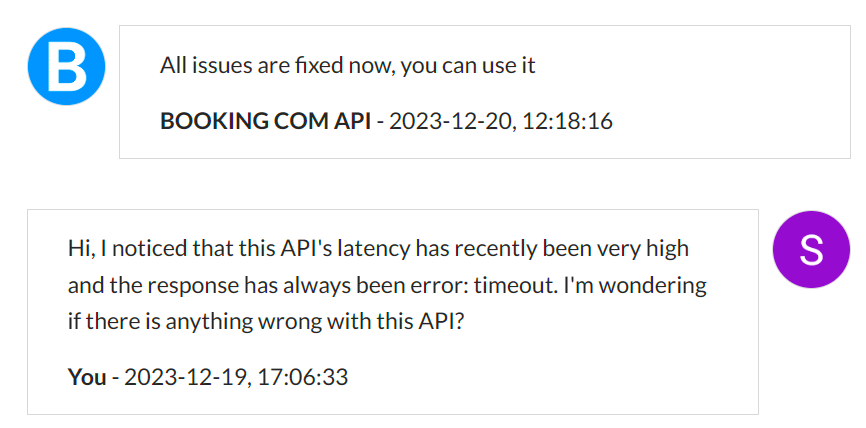 B
All issues are fixed now, you can use it
BOOKING COM API - 2023-12-20, 12:18:16
Hi, I noticed that this API's latency has recently been very high
and the response has always been error: timeout. I'm wondering
if there is anything wrong with this API?
You - 2023-12-19, 17:06:33
S